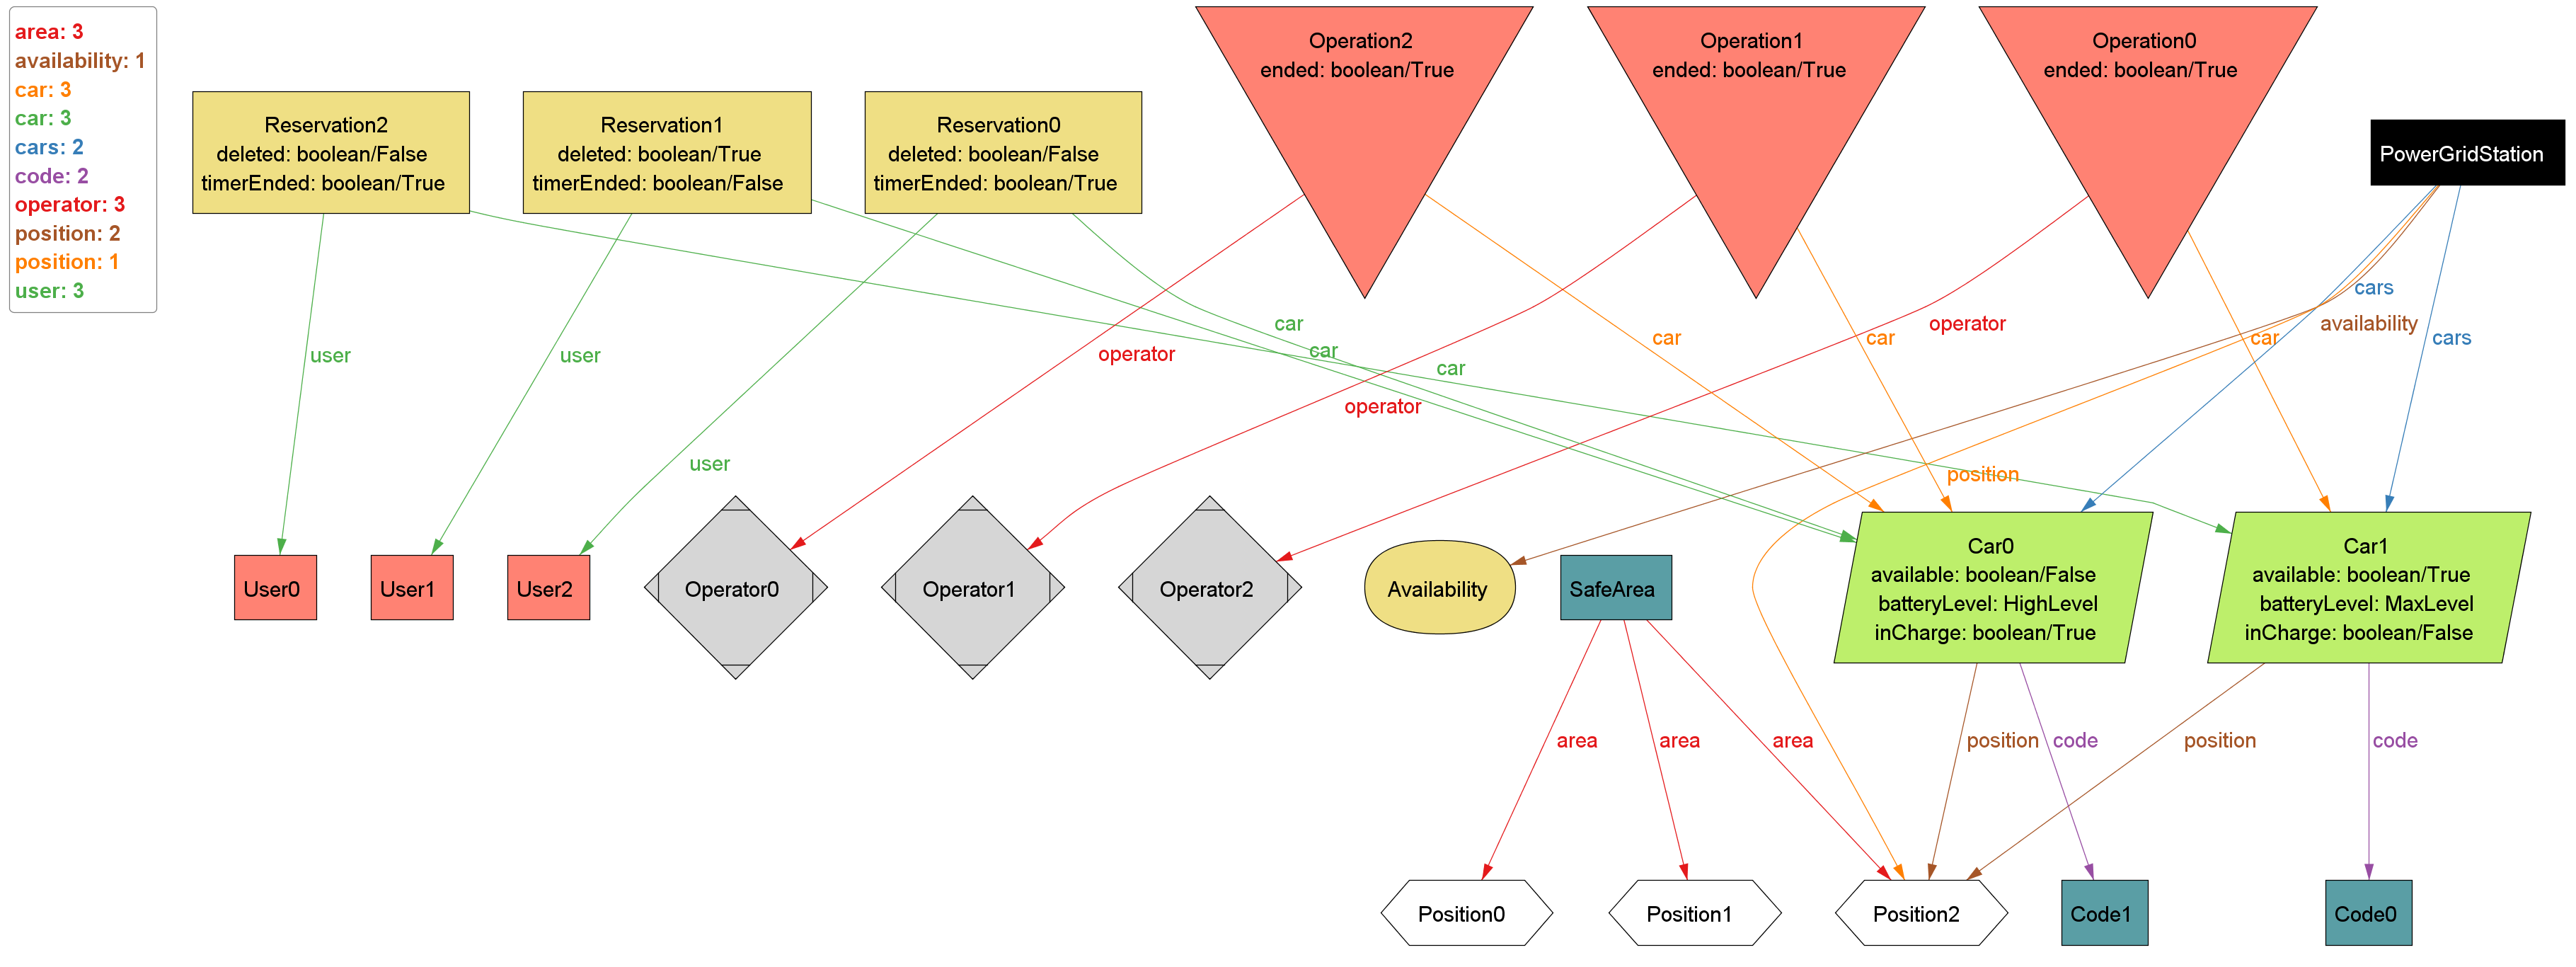 area: 3
availability: 1
car: 3
car: 3
cars: 2
code: 2
operator: 3
position: 2
position: 1
user: 3
Operation2
ended: boolean/True
Operation1
ended: boolean/True
Operation0
ended: boolean/True
Reservation2
deleted: boolean/False
timerEnded: boolean/True
Reservation1
deleted: boolean/True
timerEnded: boolean/False
Reservation0
deleted: boolean/False
timerEnded: boolean/True
PowerGridStation
cars
car
operator
availability
user
user
operator
car
car
car
car
car
cars
operator
user
position
User0
User1
User2
Operator0
Operator1
Operator2
Availability
SafeArea
Car0
available: boolean/False
batteryLevel: HighLevel
inCharge: boolean/True
Car1
available: boolean/True
batteryLevel: MaxLevel
inCharge: boolean/False
area
area
area
position
code
position
code
Position0
Position1
Position2
Code1
Code0